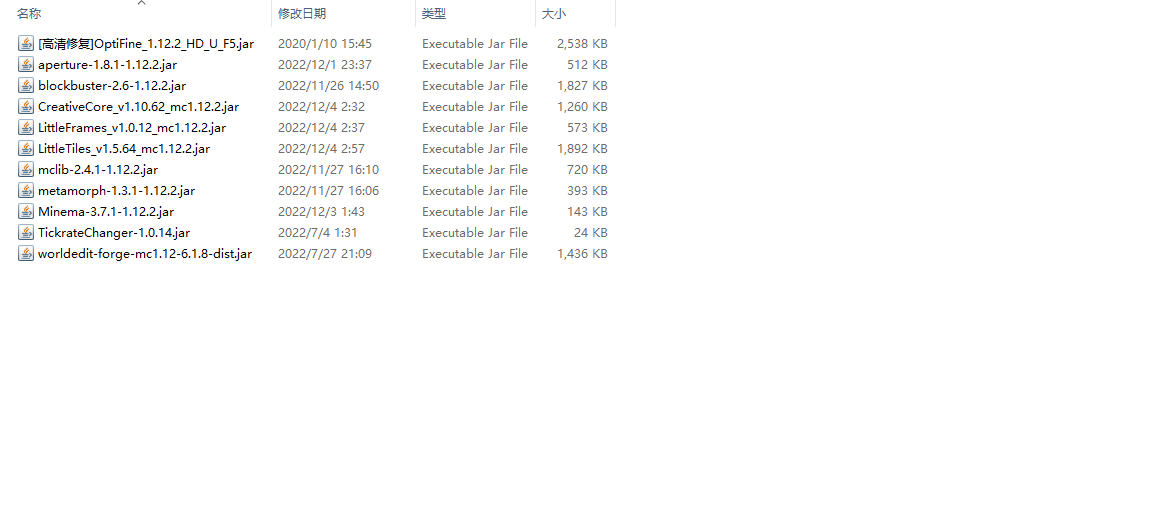 名称 修改日期 类型 大小
[高清修复]OptiFine_1.12.2_HD_U_F5.jar 2020/1/10 15:45 Executable Jar File 2,538 KB
aperture-1.8.1-1.12.2.jar 2022/12/1 23:37 Executable Jar File 512 KB
blockbuster-2.6-1.12.2.jar 2022/11/26 14:50 Executable Jar File 1,827 KB
CreativeCore_v1.10.62_mc1.12.2.jar 2022/12/4 2:32 Executable Jar File 1,260 KB
LittleFrames_v1.0.12_mc1.12.2.jar 2022/12/4 2:37 Executable Jar File 573 KB
LittleTiles_v1.5.64_mc1.12.2.jar 2022/12/4 2:57 Executable Jar File 1,892 KB
mclib-2.4.1-1.12.2.jar 2022/11/27 16:10 Executable Jar File 720 KB
metamorph-1.3.1-1.12.2.jar 2022/11/27 16:06 Executable Jar File 393 KB
Minema-3.7.1-1.12.2.jar 2022/12/3 1:43 Executable Jar File 143 KB
TickrateChanger-1.0.14.jar 2022/7/4 1:31 Executable Jar File 24 KB
worldedit-forge-mc1.12-6.1.8-dist.jar 2022/7/27 21:09 Executable Jar File 1,436 KB